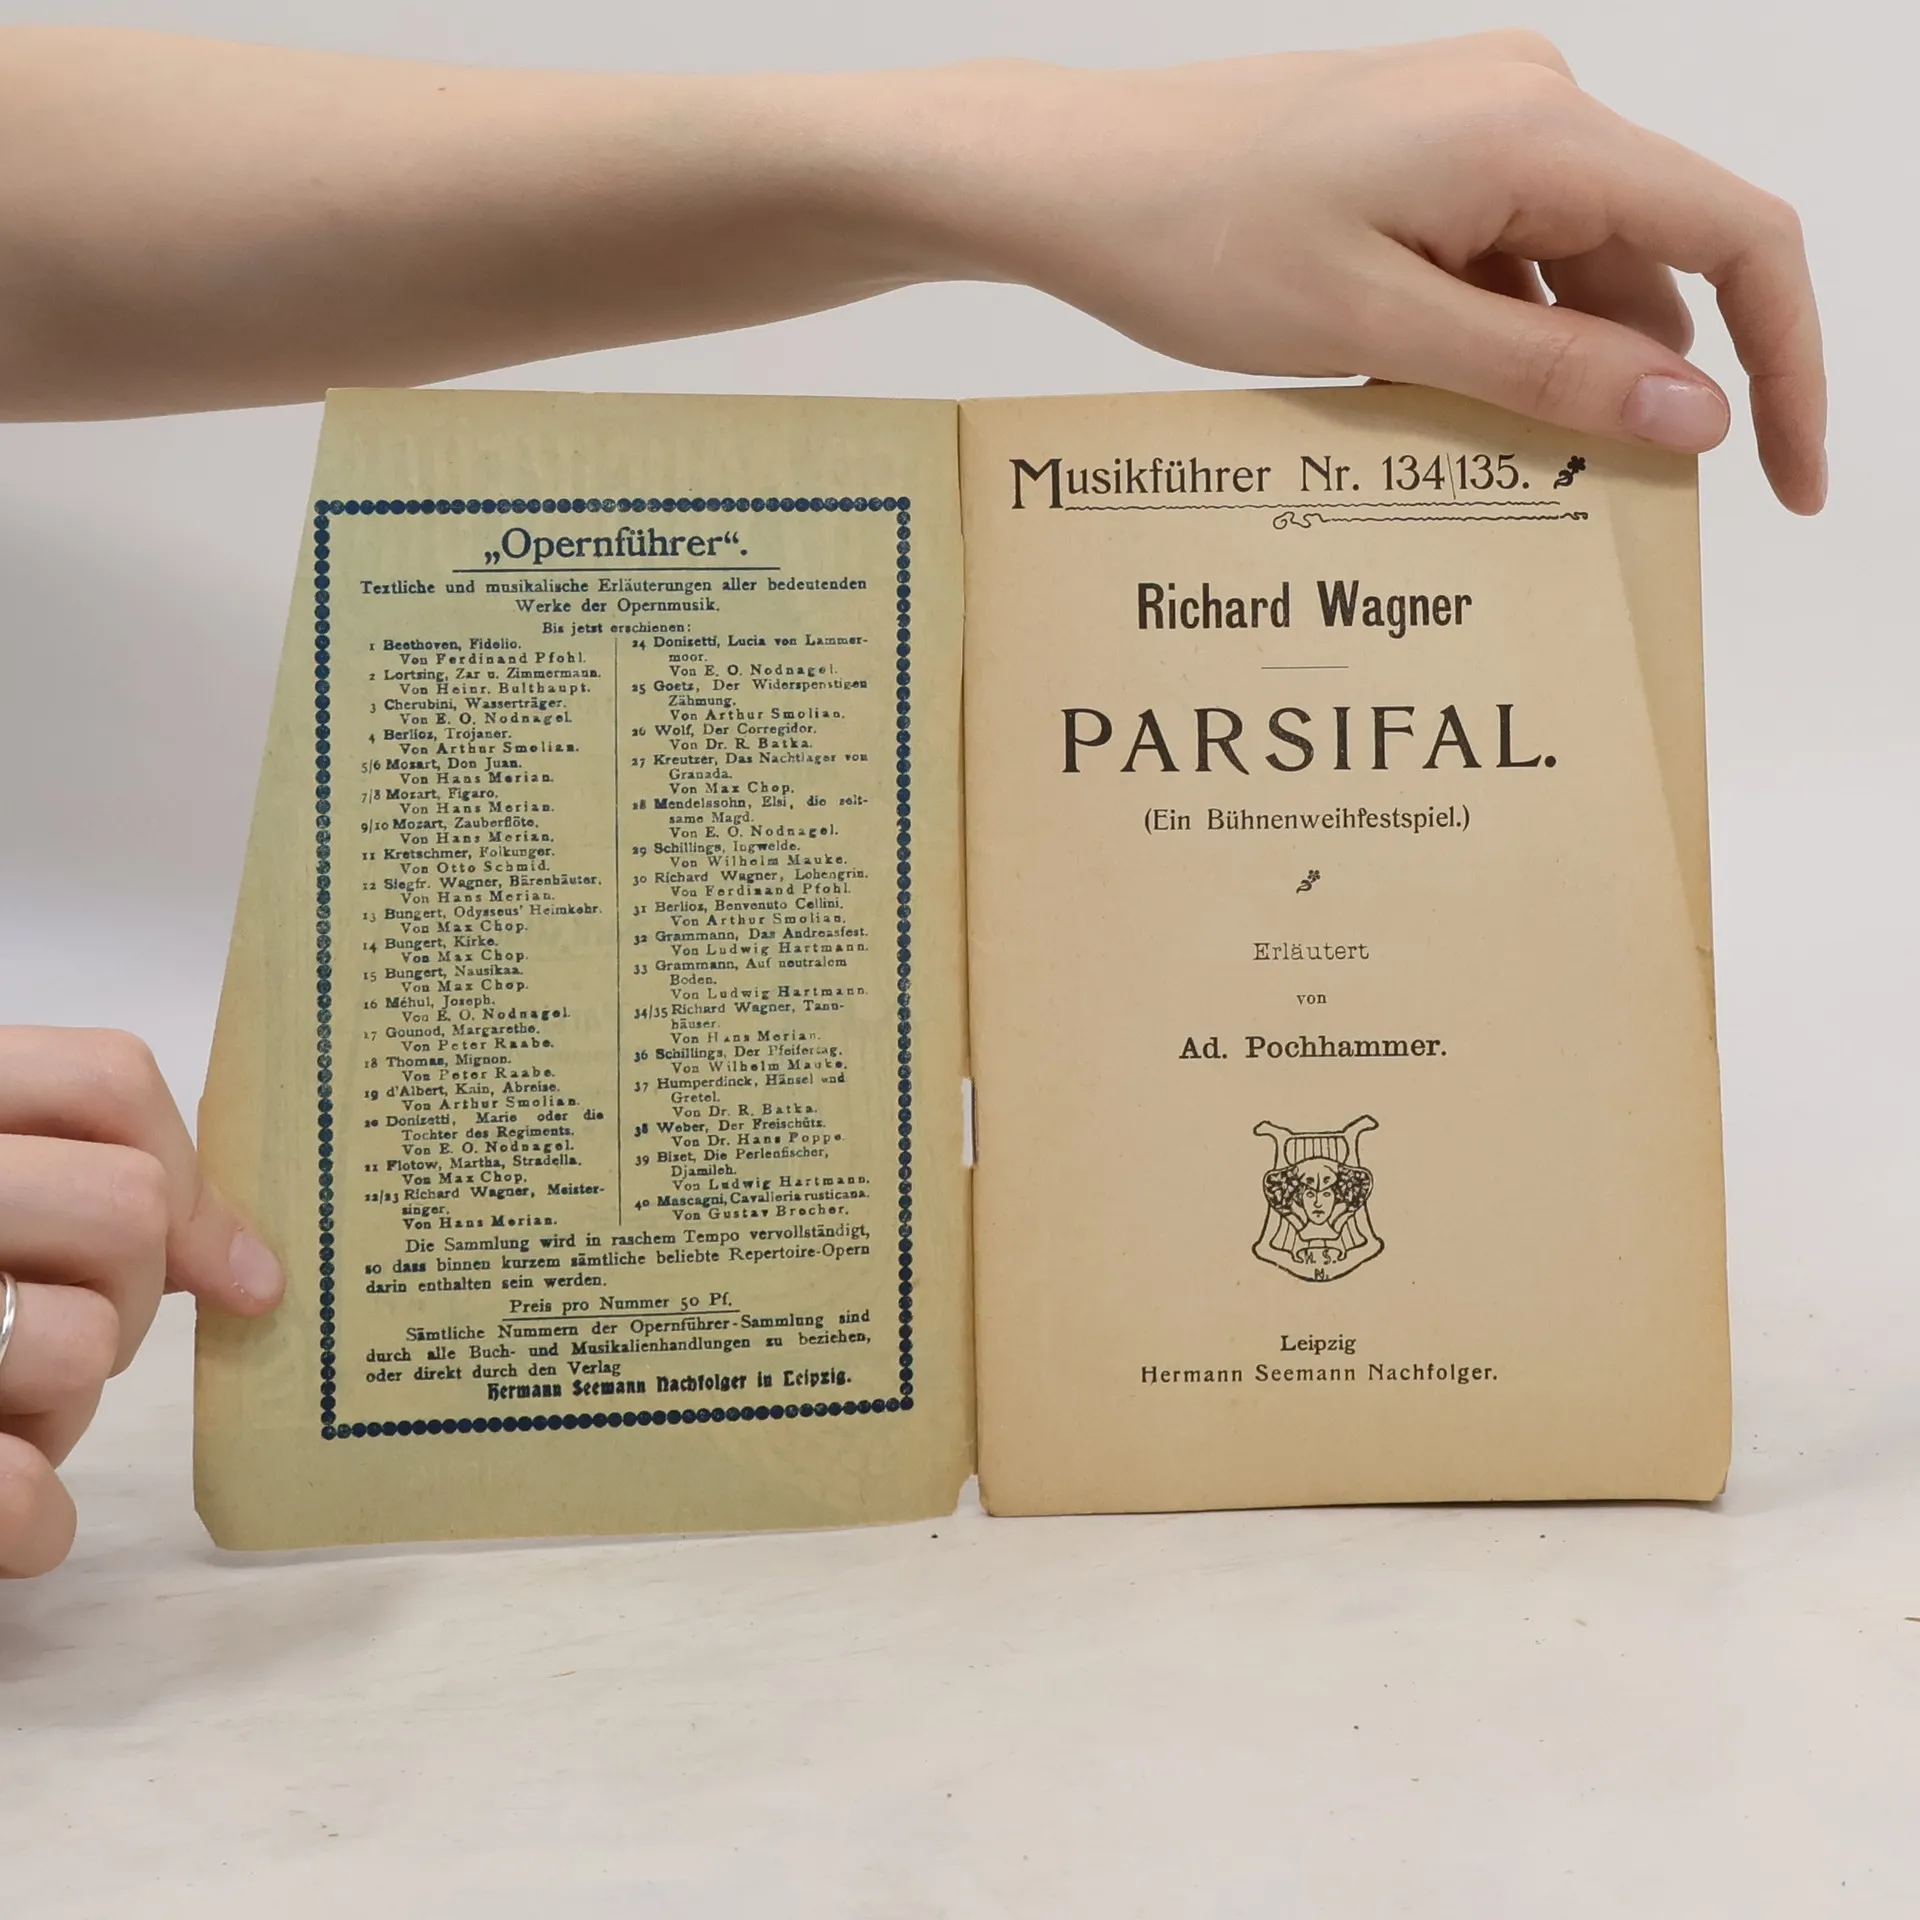 „Opernführer“.
Textliche und musikalische Erläuterungen aller bedeutenden
Werke der Opernmusik.
Bis jetzt erschienen:
1 Beethoven, Fidelio.
Von Ferdinand Pfohl.
2 Lortzing, Zar u. Zimmermann.
Von Heinr. Bulthaupt.
3 Cherubini, Wasserträger.
Von E. O. Nodnagel.
4 Berlioz, Trojaner.
Von Arthur Smolian.
5/6 Mozart, Don Juan.
Von Hans Merian.
7/8 Mozart, Figaro.
Von Hans Merian.
9/10 Mozart, Zauberflöte.
Von Hans Merian.
11 Kretschmer, Folkunger.
Von Otto Schmid.
12 Siegfr. Wagner, Bärenhäuter.
Von Hans Merian.
13 Bungert, Odysseus' Heimkehr.
Von Max Chop.
14 Bungert, Kirke.
Von Max Chop.
15 Bungert, Nausikaa.
Von Max Chop.
16 Méhul, Joseph.
Von E. O. Nodnagel.
17 Gounod, Margarethe.
Von Peter Raabe.
18 Thomas, Mignon.
Von Peter Raabe.
19 d'Albert, Kain, Abreise.
Von Arthur Smolian.
20 Donizetti, Marie oder die
Tochter des Regiments.
Von E. O. Nodnagel.
21 Flotow, Martha, Stradella.
Von Max Chop.
22/23 Richard Wagner, Meister-
singer.
Von Hans Merian.
24 Donizetti, Lucia von Lammer-
moor.
Von E. O. Nodnagel.
25 Goetz, Der Widerspenstigen
Zähmung.
Von Arthur Smolian.
26 Wolf, Der Corregidor.
Von Dr. R. Batka.
27 Kreutzer, Das Nachtlager von
Granada.
Von Max Chop.
28 Mendelssohn, Elsi, die selt-
same Magd.
Von E. O. Nodnagel.
29 Schillings, Ingwelde.
Von Wilhelm Mauke.
30 Richard Wagner, Lohengrin.
Von Ferdinand Pfohl.
31 Berlioz, Benvenuto Cellini.
Von Arthur Smolian.
32 Grammann, Das Andreasfest.
Von Ludwig Hartmann.
33 Grammann, Auf neutralem
Boden.
Von Ludwig Hartmann.
34/35 Richard Wagner, Tann-
häuser.
Von Hans Merian.
36 Schillings, Der Pfeifertag.
Von Wilhelm Mauke.
37 Humperdinck, Hänsel und
Gretel.
Von Dr. R. Batka.
38 Weber, Der Freischütz.
Von Dr. Hans Poppe.
39 Bizet, Die Perlenfischer,
Djamileh.
Von Ludwig Hartmann.
40 Mascagni, Cavalleria rusticana.
Von Gustav Brecher.
Die Sammlung wird in raschem Tempo vervollständigt,
so dass binnen kurzem sämtliche beliebte Repertoire-Opern
darin enthalten sein werden.
Preis pro Nummer 50 Pf.
Sämtliche Nummern der Opernführer-Sammlung sind
durch alle Buch- und Musikalienhandlungen zu beziehen,
oder direkt durch den Verlag
Hermann Seemann Nachfolger in Leipzig.
Musikführer Nr. 134\135.
Richard Wagner
PARSIFAL.
(Ein Bühnenweihfestspiel.)
Erläutert
von
Ad. Pochhammer.
H. S.
N.
Leipzig
Hermann Seemann Nachfolger.